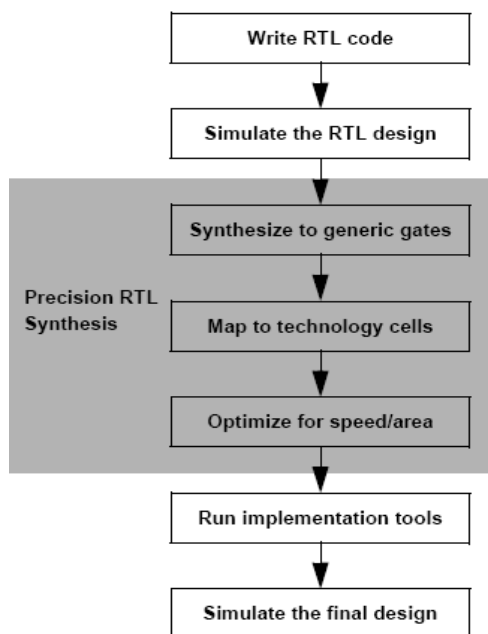 Write RTL code
Simulate the RTL design
Synthesize to generic gates
Precision RTL
Synthesis
Map to technology cells
Optimize for speed/area
Run implementation tools
Simulate the final design